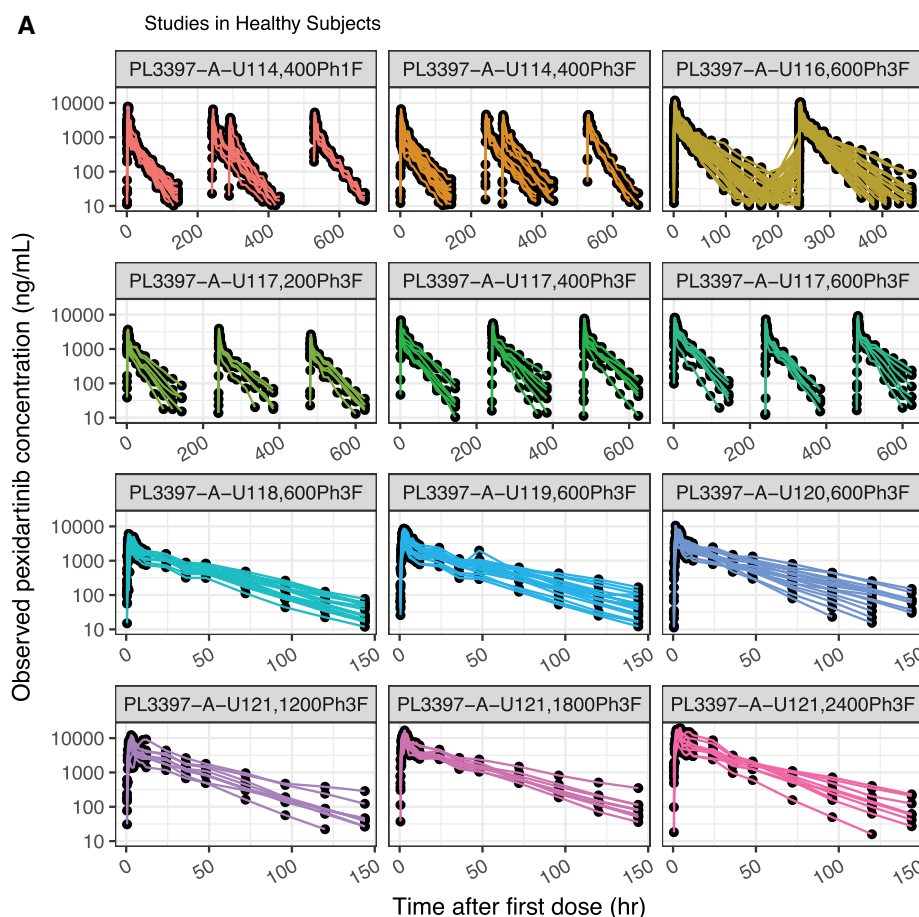 A
Studies in Healthy Subjects
PL3397-A-U114,400Ph1F
PL3397-A-U114,400Ph3F
PL3397-A-U116,600Ph3F
10000
1000
100
10
0 200 400 600
0 200 400 600
0 100 200 300 400
PL3397-A-U117,200Ph3F
PL3397-A-U117,400Ph3F
PL3397-A-U117,600Ph3F
10000
1000
100
10
0 200 400 600
0 200 400 600
0 200 400 600
PL3397-A-U118,600Ph3F
PL3397-A-U119,600Ph3F
PL3397-A-U120,600Ph3F
10000
1000
100
10
0 50 100 150
0 50 100 150
0 50 100 150
PL3397-A-U121,1200Ph3F
PL3397-A-U121,1800Ph3F
PL3397-A-U121,2400Ph3F
10000
1000
100
10
0 50 100 150
0 50 100 150
0 50 100 150
Observed pexidartinib concentration (ng/mL)
Time after first dose (hr)